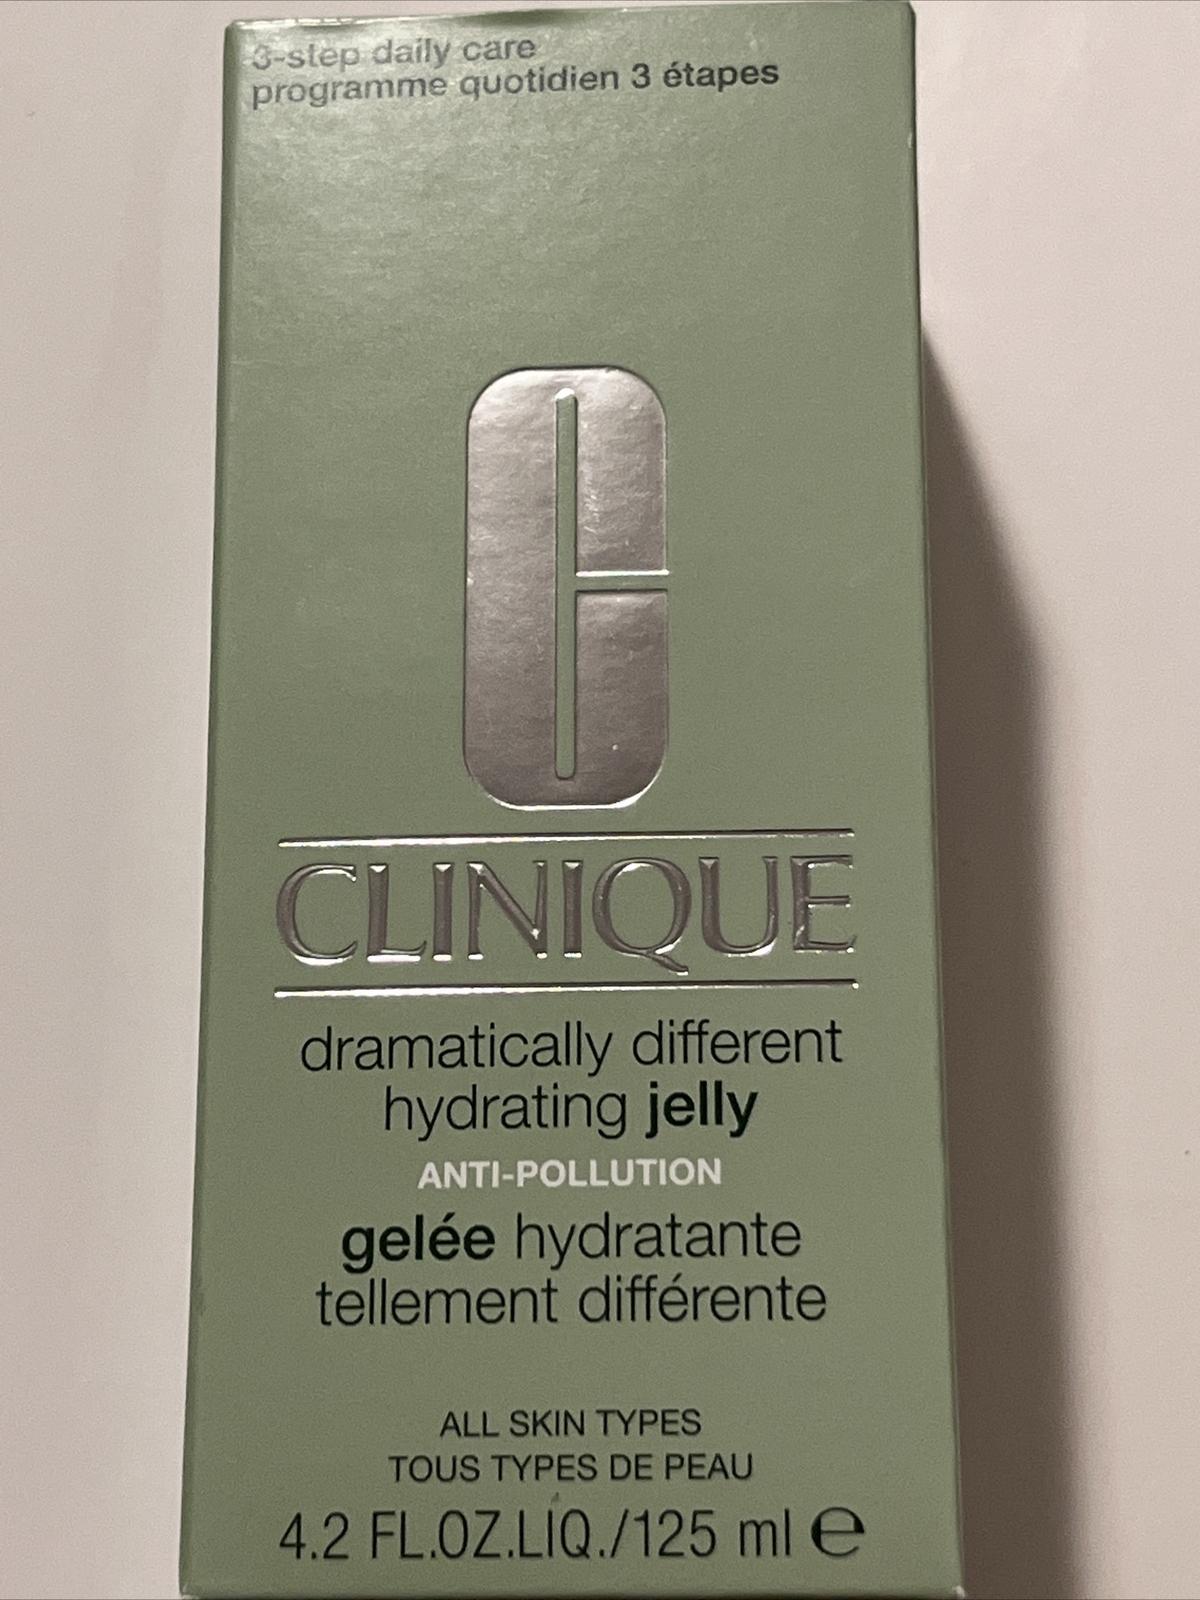 3-step daily care
programme quotidien 3 étapes
C
CLINIQUE
dramatically different
hydrating jelly
ANTI-POLLUTION
gelée hydratante
tellement différente
ALL SKIN TYPES
TOUS TYPES DE PEAU
4.2 FL.OZ.LIQ./125 ml ℮